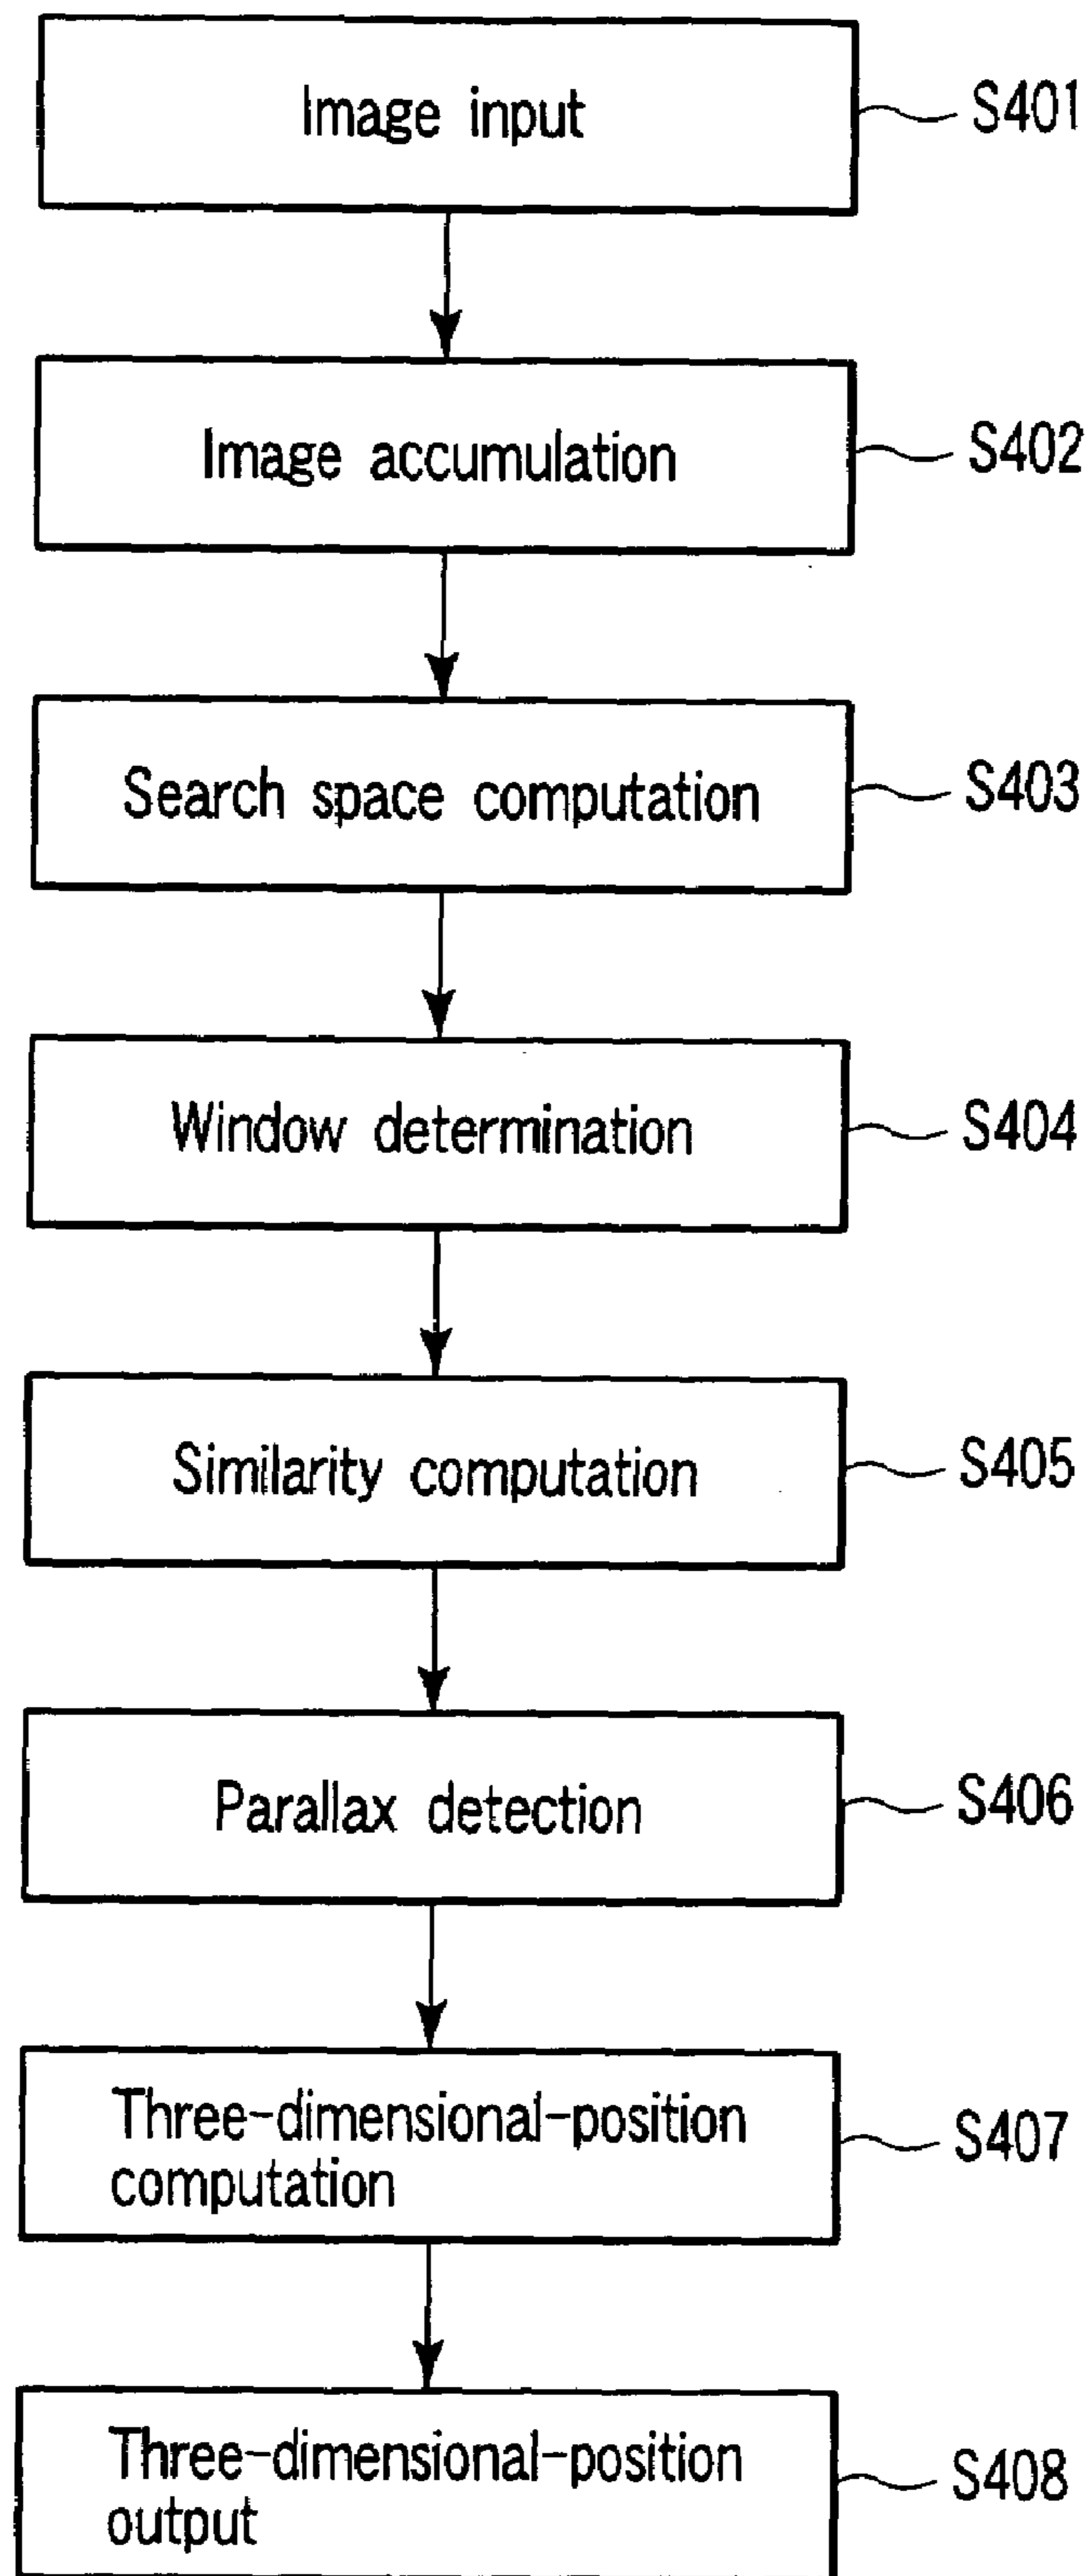 Image input
S401
Image accumulation
S402
Search space computation
S403
Window determination
S404
Similarity computation
S405
Parallax detection
S406
Three-dimensional-position
computation
S407
Three-dimensional-position
output
S408